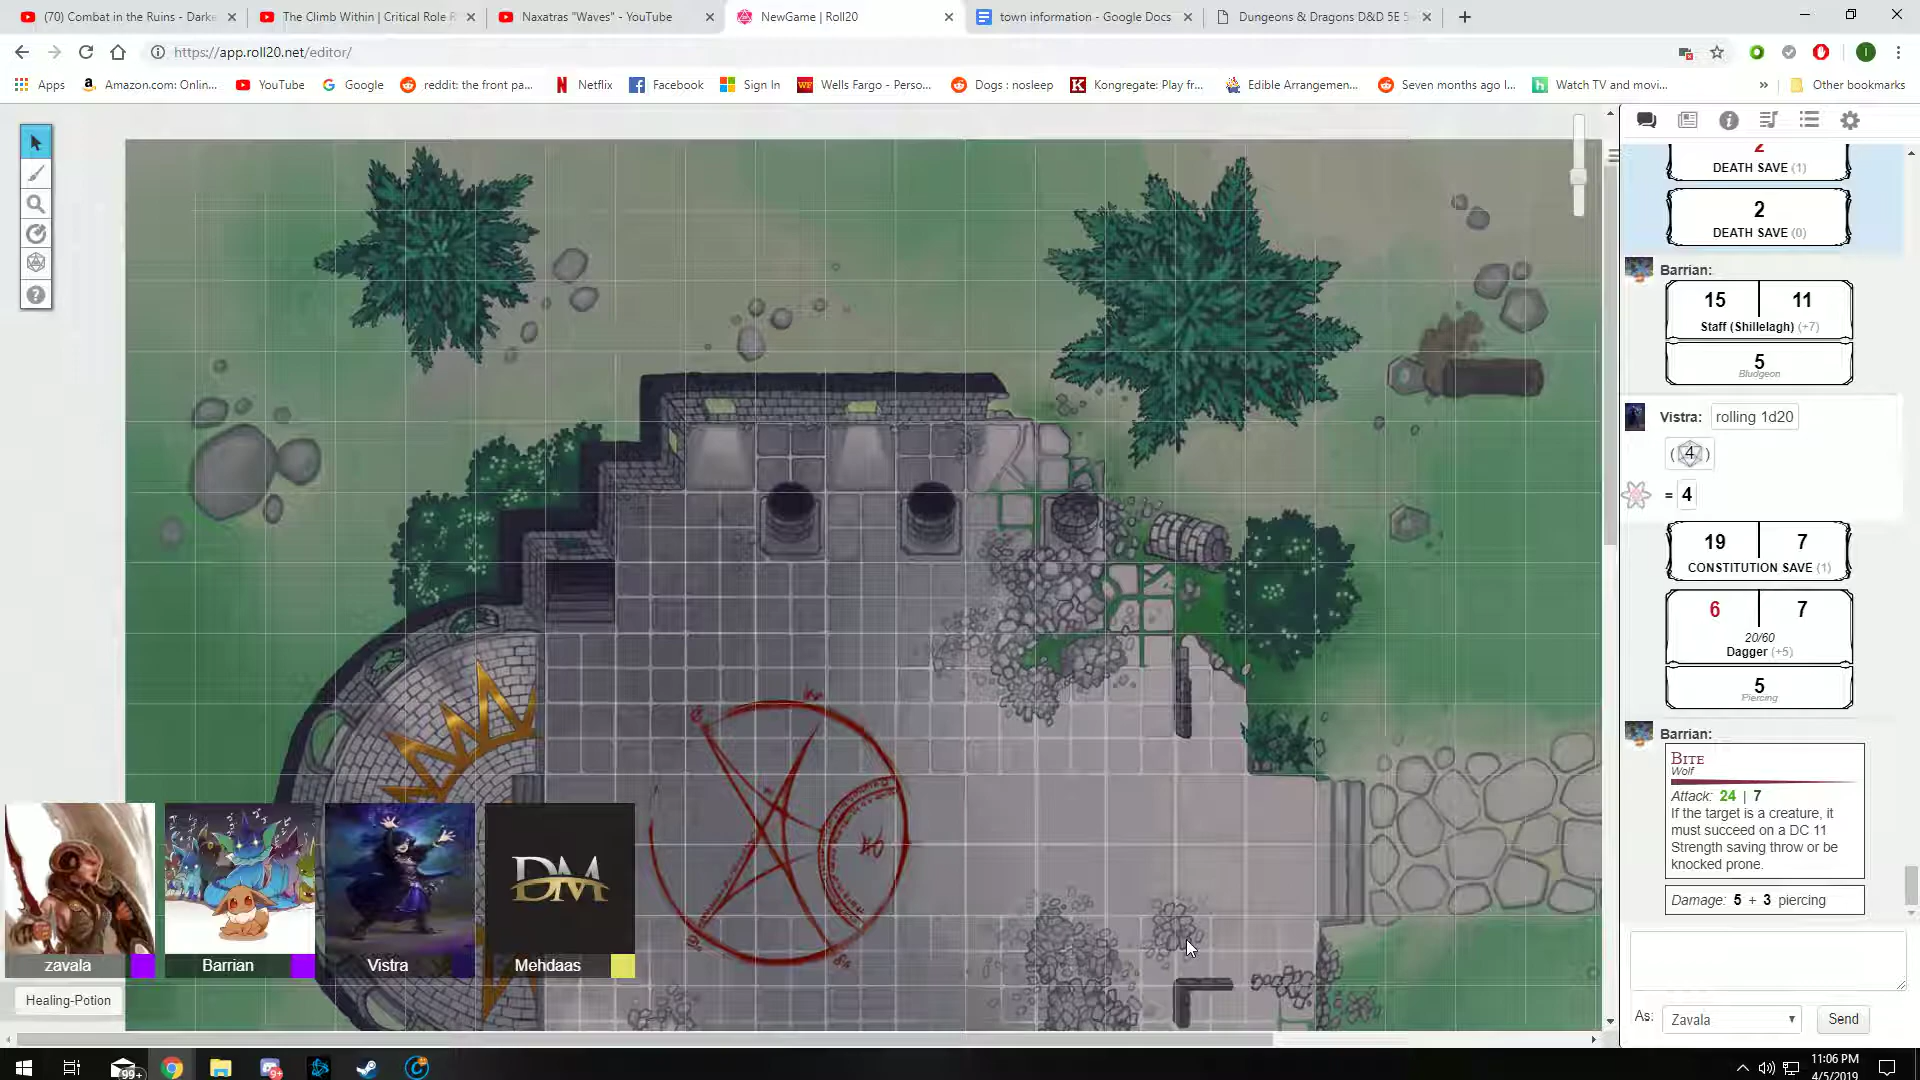 (70) Combat in the Ruins - Darke
The Climb Within | Critical Role R
Naxatras "Waves" - YouTube
NewGame | Roll20
town information - Google Docs
Dungeons & Dragons D&D 5E 5
https://app.roll20.net/editor/
Apps
Amazon.com: Onlin...
YouTube
Google
reddit: the front pa...
Netflix
Facebook
Sign In
Wells Fargo - Perso...
Dogs : nosleep
Kongregate: Play fr...
Edible Arrangemen...
Seven months ago I...
Watch TV and movi...
»
Other bookmarks
2
DEATH SAVE (1)
2
DEATH SAVE (0)
Barrian:
15 11
Staff (Shillelagh) (+7)
5
Bludgeon
Vistra: rolling 1d20
(4)
= 4
19 7
CONSTITUTION SAVE (1)
6 7
20/60
Dagger (+5)
5
Piercing
Barrian:
BITE
Wolf
Attack: 24 | 7
If the target is a creature, it
must succeed on a DC 11
Strength saving throw or be
knocked prone.
Damage: 5 + 3 piercing
DM
zavala
Barrian
Vistra
Mehdaas
Healing-Potion
As: Zavala
Send
99+
9+
11:06 PM
4/5/2019